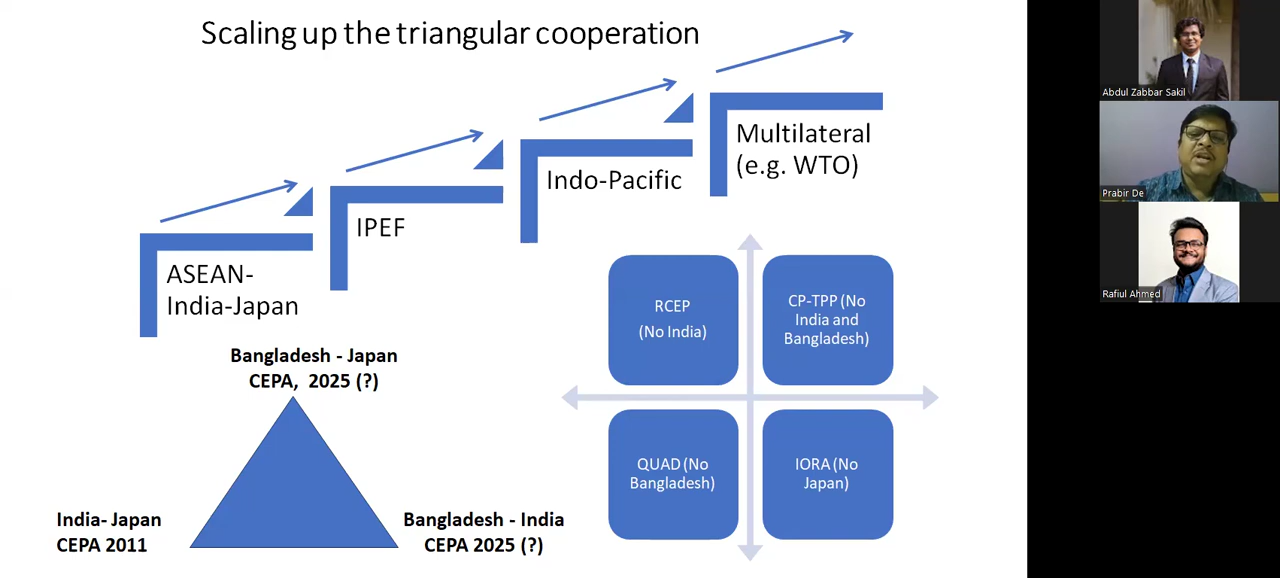 Scaling up the triangular cooperation
ASEAN-
India-Japan
IPEF
Indo-Pacific
Multilateral
(e.g. WTO)
Bangladesh - Japan
CEPA, 2025 (?)
India- Japan
CEPA 2011
Bangladesh - India
CEPA 2025 (?)
RCEP
(No India)
CP-TPP (No
India and
Bangladesh)
QUAD (No
Bangladesh)
IORA (No
Japan)
Abdul Zabbar Sakil
Prabir De
Rafiul Ahmed